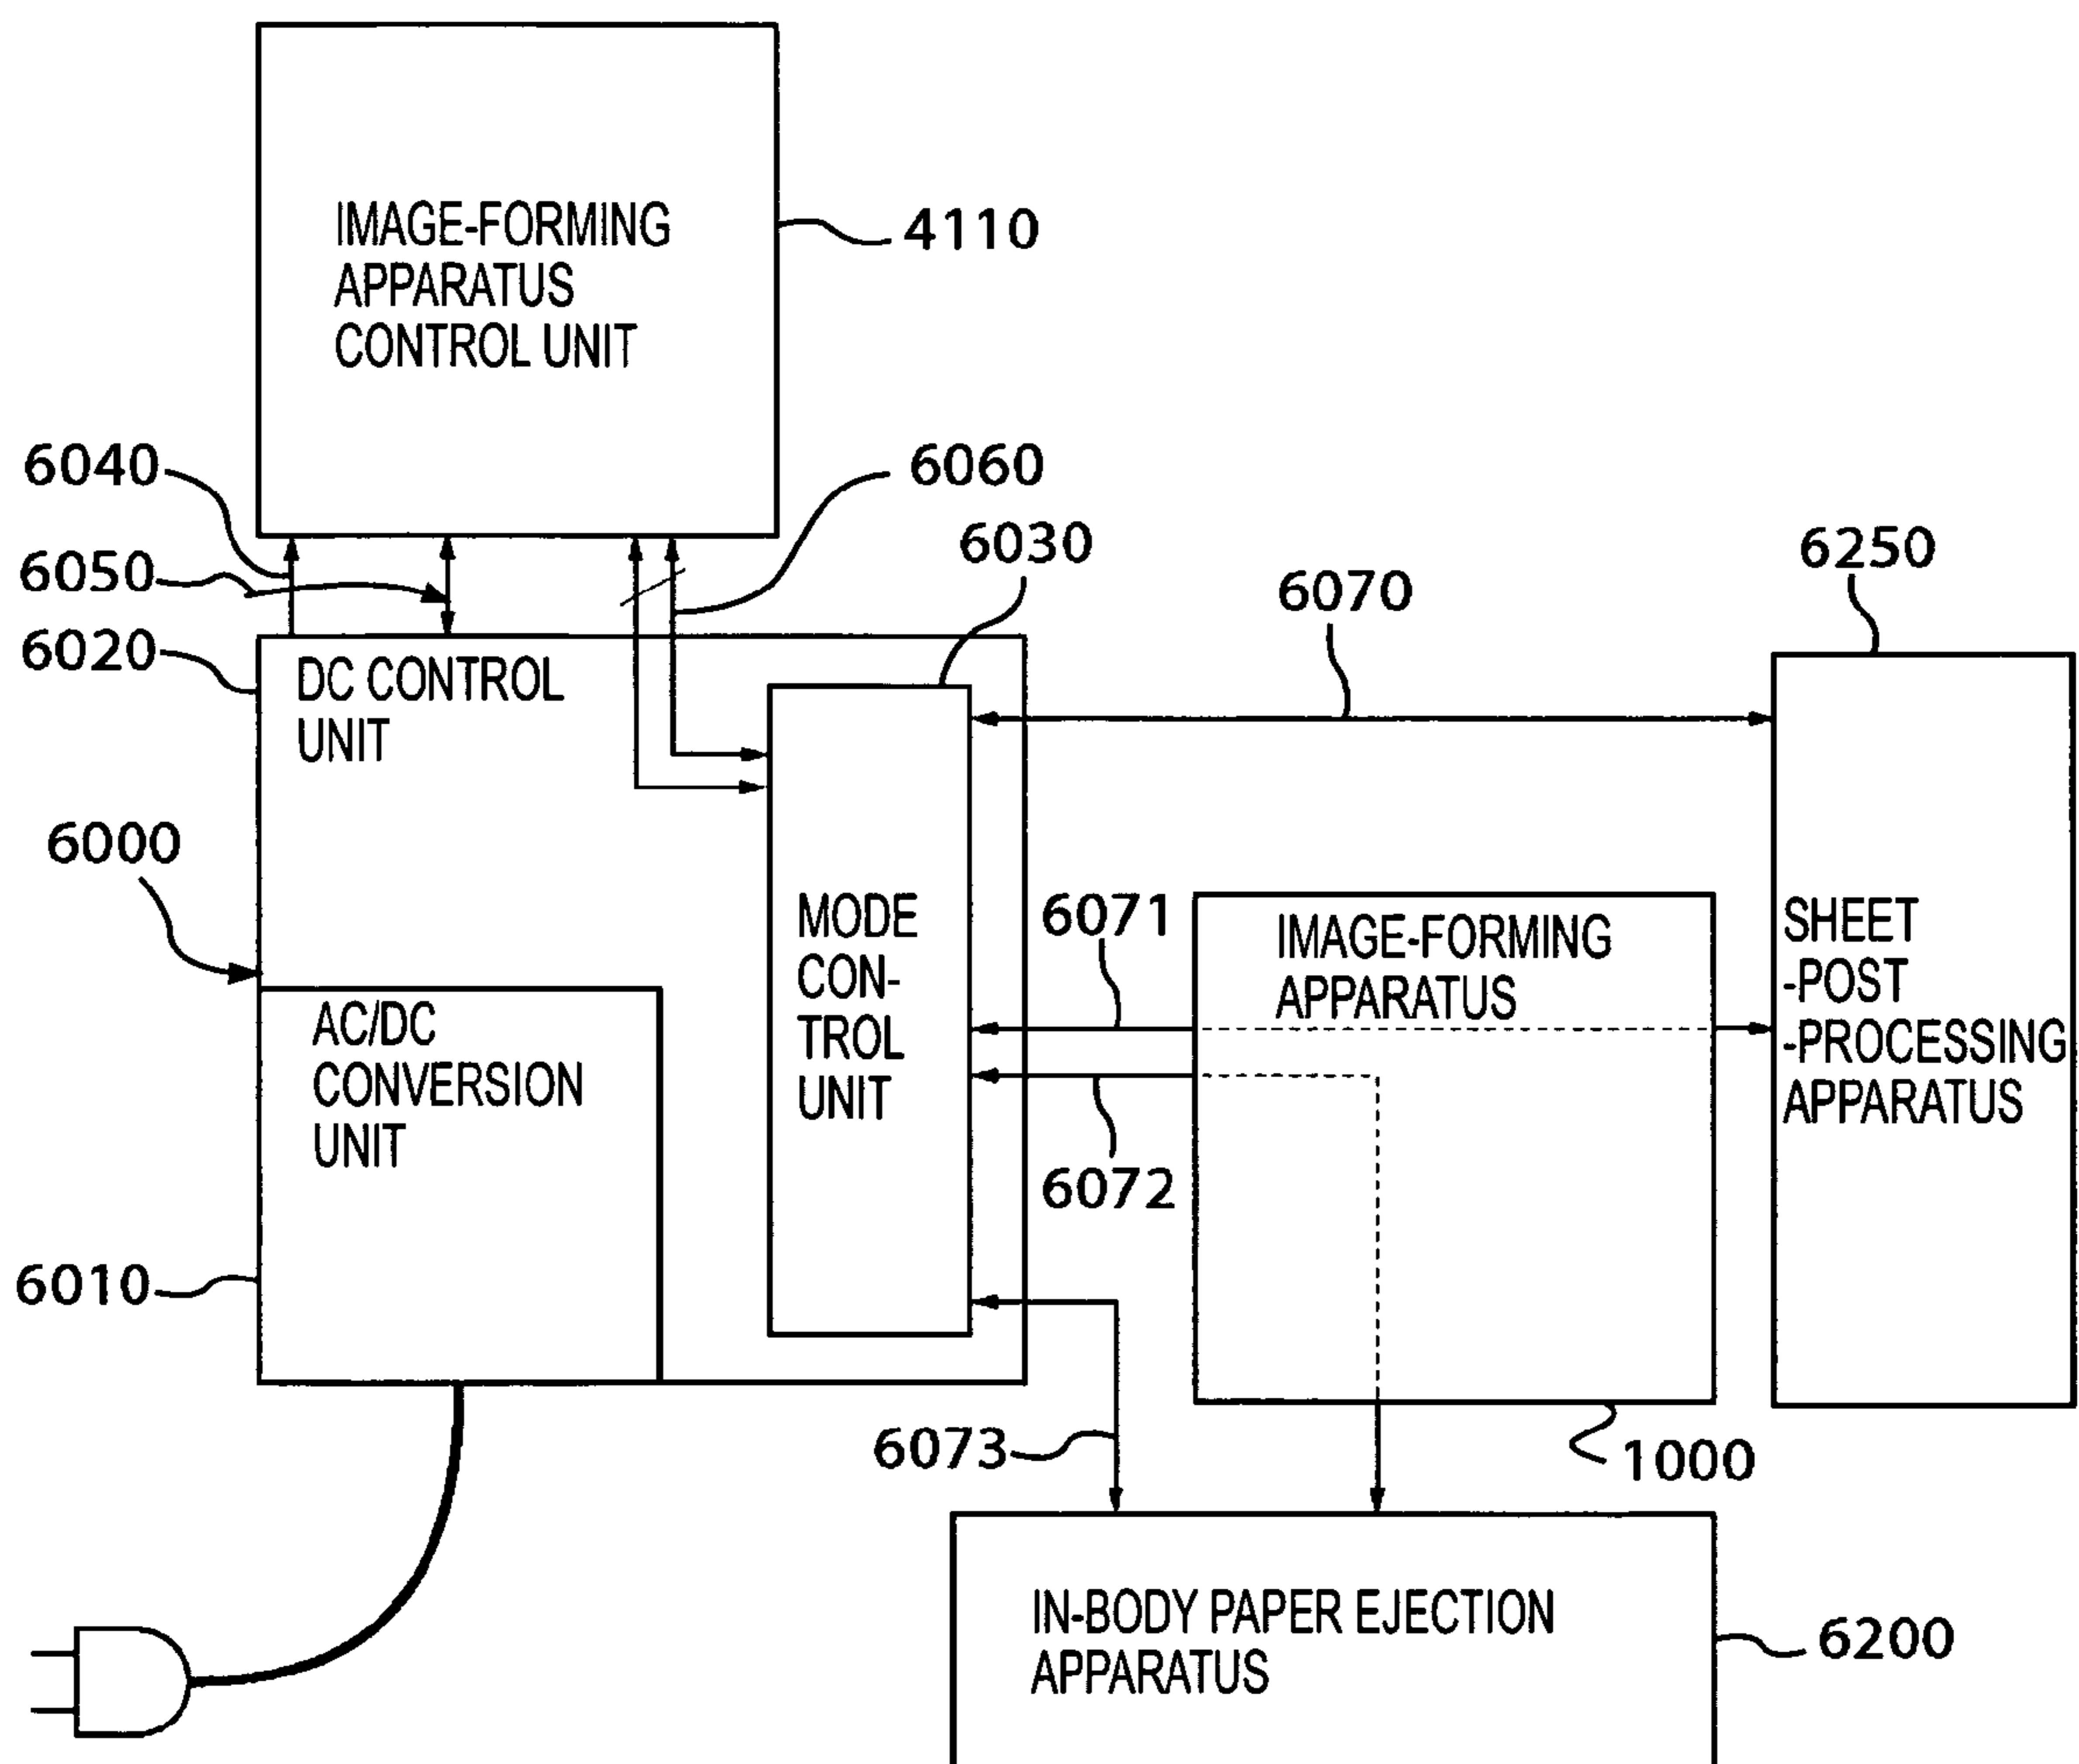 IMAGE-FORMING
APPARATUS
CONTROL UNIT
4110
6040
6060
6030
6050
6250
6070
6020
DC CONTROL
UNIT
6000
MODE
CON-
TROL
UNIT
6071
IMAGE-FORMING
APPARATUS
SHEET
-POST
-PROCESSING
APPARATUS
AC/DC
CONVERSION
UNIT
6072
6010
6073
1000
IN-BODY PAPER EJECTION
APPARATUS
6200